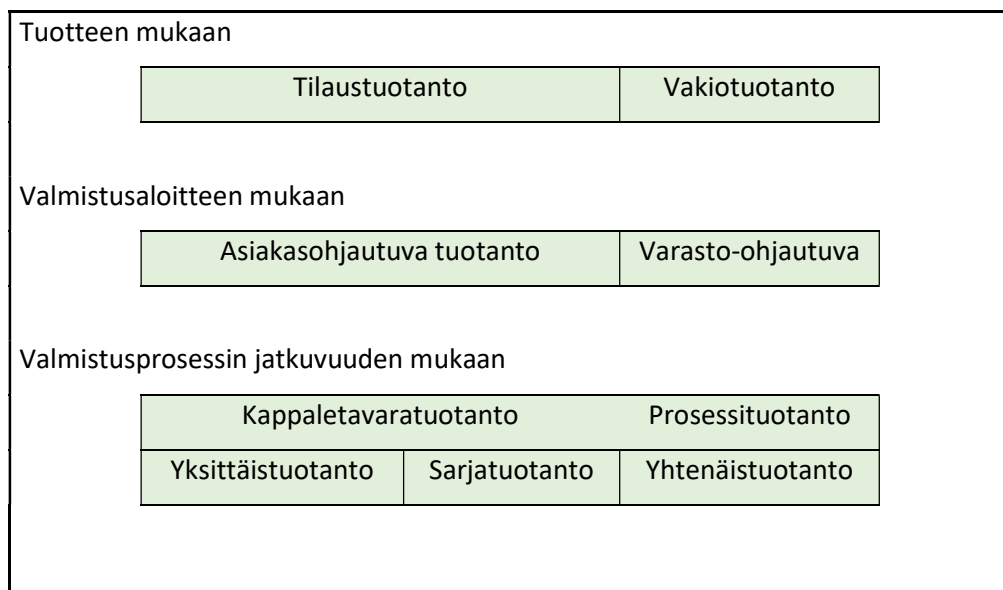 Tuotteen mukaan
Tilaustuotanto Vakiotuotanto
Valmistusaloitteen mukaan
Asiakasohjautuva tuotanto Varasto-ohjautuva
Valmistusprosessin jatkuvuuden mukaan
Kappaletavaratuotanto Prosessituotanto
Yksittäistuotanto Sarjatuotanto Yhtenäistuotanto